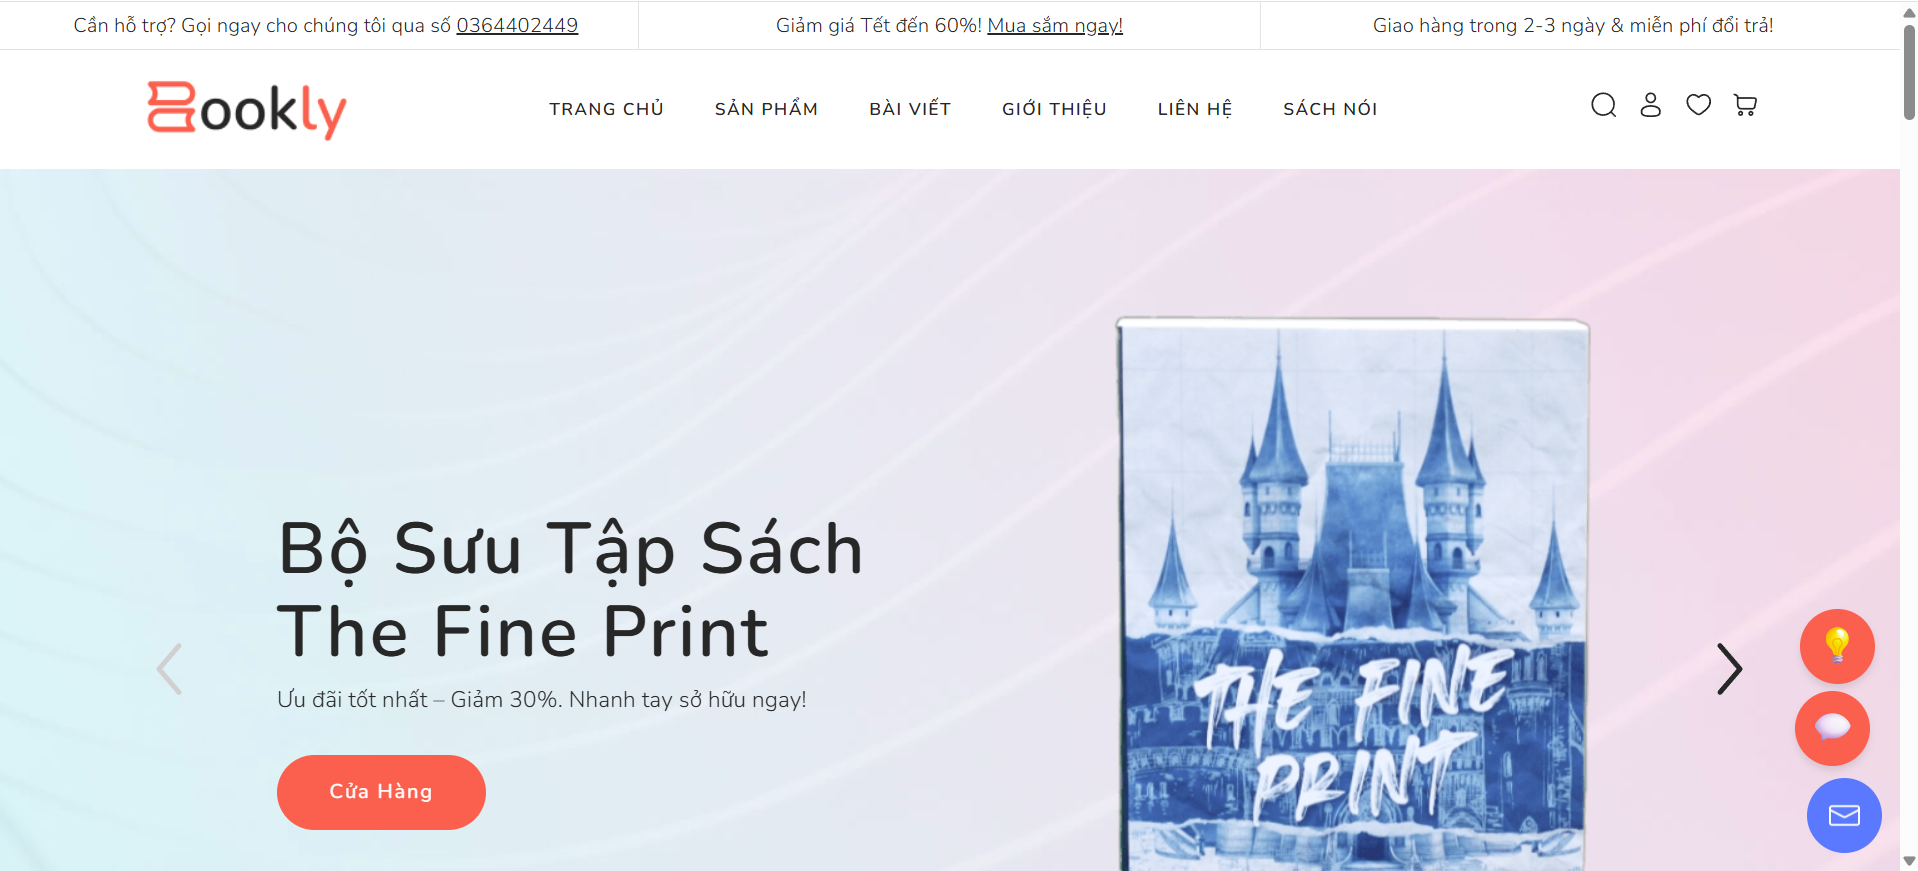 Cần hỗ trợ? Gọi ngay cho chúng tôi qua số 0364402449
Giảm giá Tết đến 60%! Mua sắm ngay!
Giao hàng trong 2-3 ngày & miễn phí đổi trả!
Bookly
TRANG CHỦ
SẢN PHẨM
BÀI VIẾT
GIỚI THIỆU
LIÊN HỆ
SÁCH NÓI
Bộ Sưu Tập Sách
The Fine Print
Ưu đãi tốt nhất – Giảm 30%. Nhanh tay sở hữu ngay!
Cửa Hàng
THE FINE
PRINT